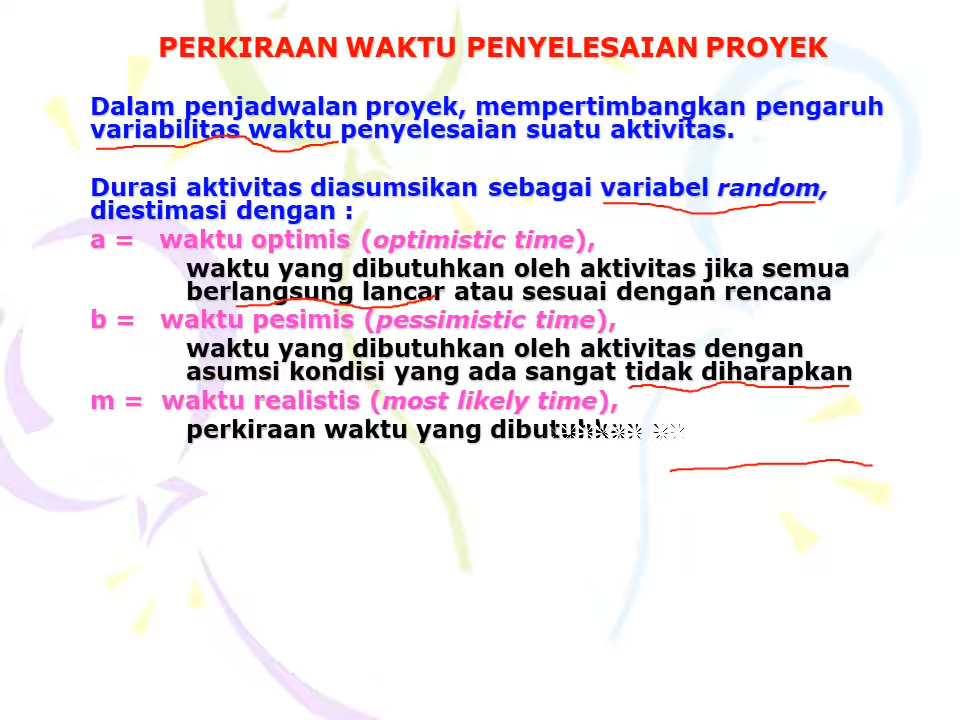 PERKIRAAN WAKTU PENYELESAIAN PROYEK
Dalam penjadwalan proyek, mempertimbangkan pengaruh
variabilitas waktu penyelesaian suatu aktivitas.
Durasi aktivitas diasumsikan sebagai variabel random,
diestimasi dengan :
a = waktu optimis (optimistic time),
waktu yang dibutuhkan oleh aktivitas jika semua
berlangsung lancar atau sesuai dengan rencana
b = waktu pesimis (pessimistic time),
waktu yang dibutuhkan oleh aktivitas dengan
asumsi kondisi yang ada sangat tidak diharapkan
m = waktu realistis (most likely time),
perkiraan waktu yang